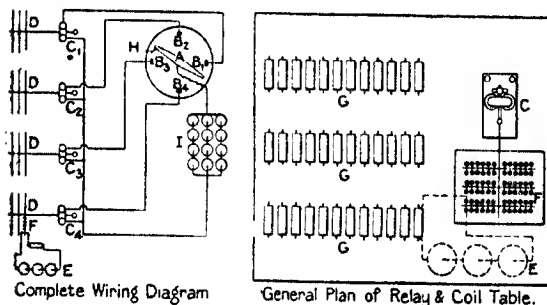 D
C1
H
B2
A
B1
B3
B4
D
C2
I
D
C3
D
F
C4
E
Complete Wiring Diagram
G
C
G
F
G
E
General Plan of Relay & Coil Table.